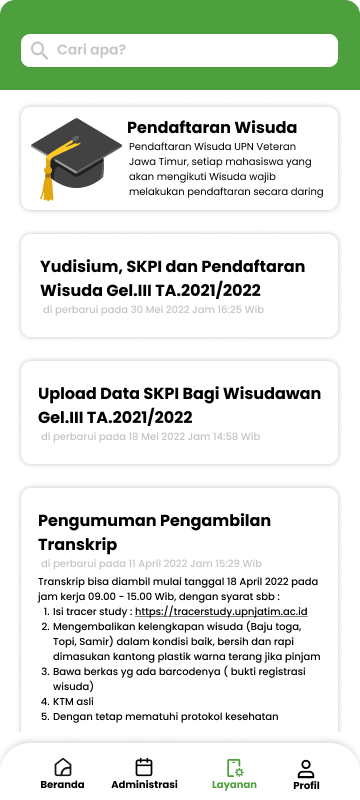 Cari apa?
Pendaftaran Wisuda
Pendaftaran Wisuda UPN Veteran
Jawa Timur, setiap mahasiswa yang
akan mengikuti Wisuda wajib
melakukan pendaftaran secara daring
Yudisium, SKPI dan Pendaftaran
Wisuda Gel.III TA.2021/2022
di perbarui pada 30 Mei 2022 Jam 16:25 Wib
Upload Data SKPI Bagi Wisudawan
Gel.III TA.2021/2022
di perbarui pada 18 Mei 2022 Jam 14:58 Wib
Pengumuman Pengambilan
Transkrip
di perbarui pada 11 April 2022 Jam 15:29 Wib
Transkrip bisa diambil mulai tanggal 18 April 2022 pada
jam kerja 09.00 - 15.00 Wib, dengan syarat sbb :
1. Isi tracer study : https://tracerstudy.upnjatim.ac.id
2. Mengembalikan kelengkapan wisuda (Baju toga,
Topi, Samir) dalam kondisi baik, bersih dan rapi
dimasukan kantong plastik warna terang jika pinjam
3. Bawa berkas yg ada barcodenya ( bukti registrasi
wisuda)
4. KTM asli
5. Dengan tetap mematuhi protokol kesehatan
Beranda
Administrasi
Layanan
Profil